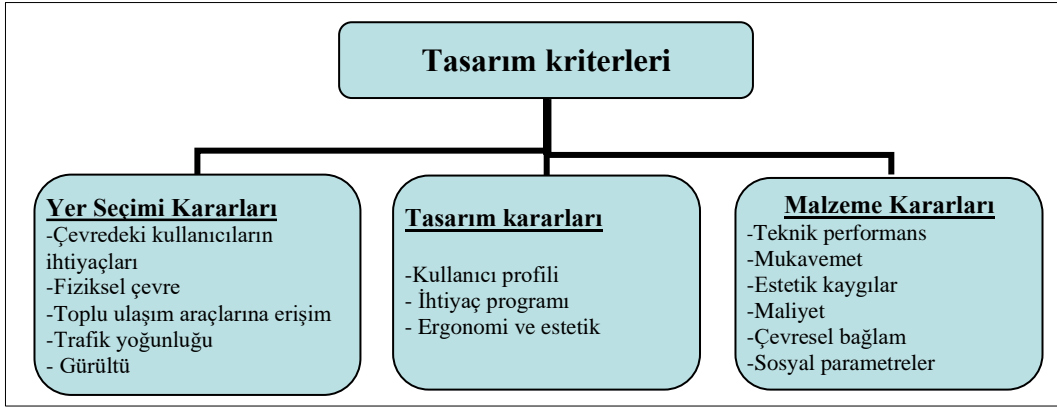 Tasarım kriterleri
Yer Seçimi Kararları
-Çevredeki kullanıcıların
ihtiyaçları
-Fiziksel çevre
-Toplu ulaşım araçlarına erişim
-Trafik yoğunluğu
- Gürültü
Tasarım kararları
-Kullanıcı profili
- İhtiyaç programı
- Ergonomi ve estetik
Malzeme Kararları
-Teknik performans
-Mukavemet
-Estetik kaygılar
-Maliyet
-Çevresel bağlam
-Sosyal parametreler